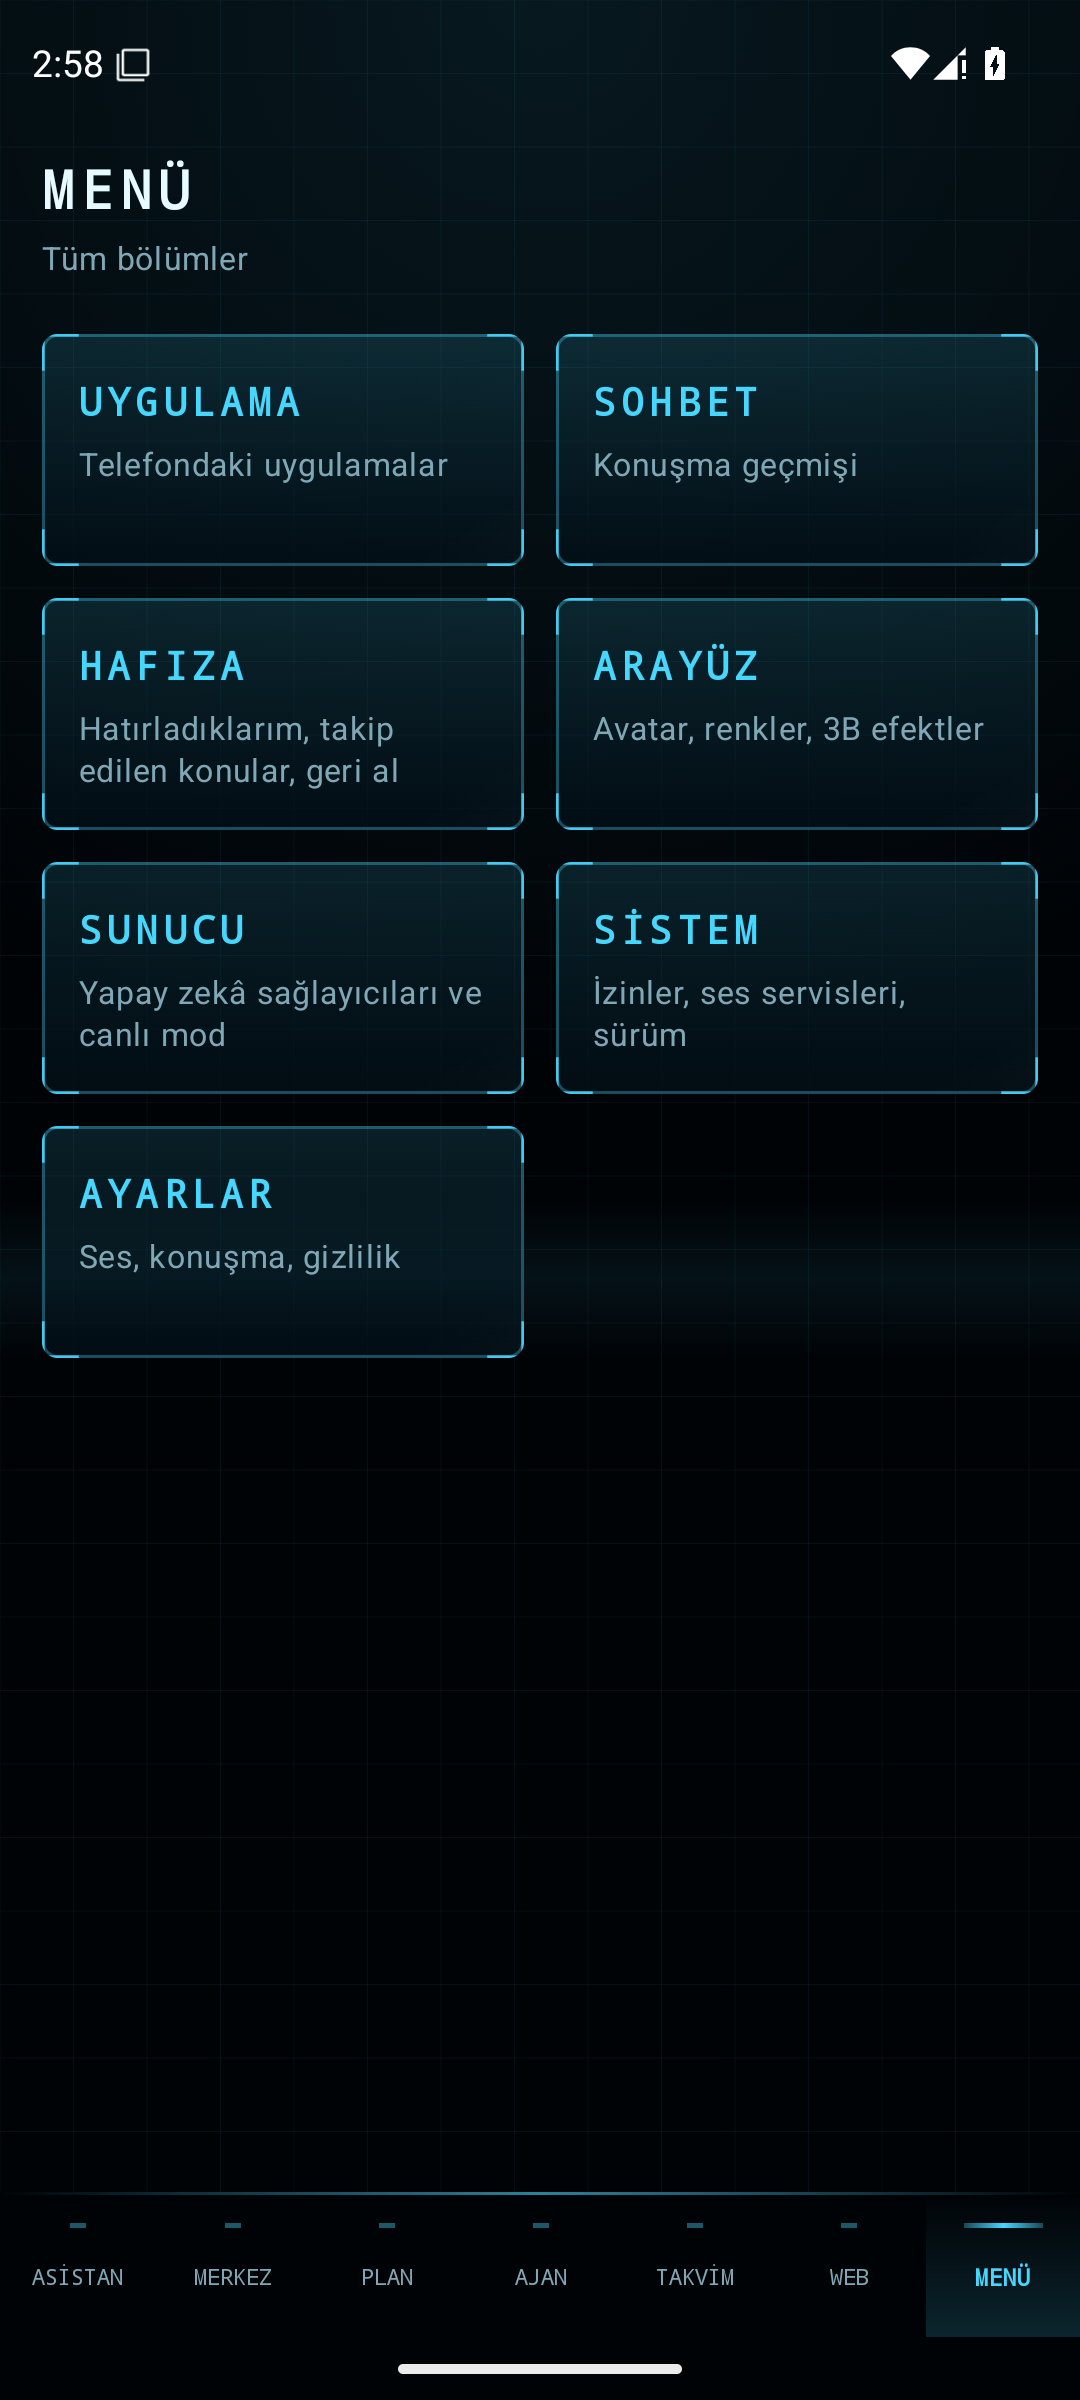 2:58
MENÜ
Tüm bölümler
UYGULAMA
Telefondaki uygulamalar
SOHBET
Konuşma geçmişi
HAFIZA
Hatırladıklarım, takip
edilen konular, geri al
ARAYÜZ
Avatar, renkler, 3B efektler
SUNUCU
Yapay zekâ sağlayıcıları ve
canlı mod
SİSTEM
İzinler, ses servisleri,
sürüm
AYARLAR
Ses, konuşma, gizlilik
ASİSTAN
MERKEZ
PLAN
AJAN
TAKVİM
WEB
MENÜ